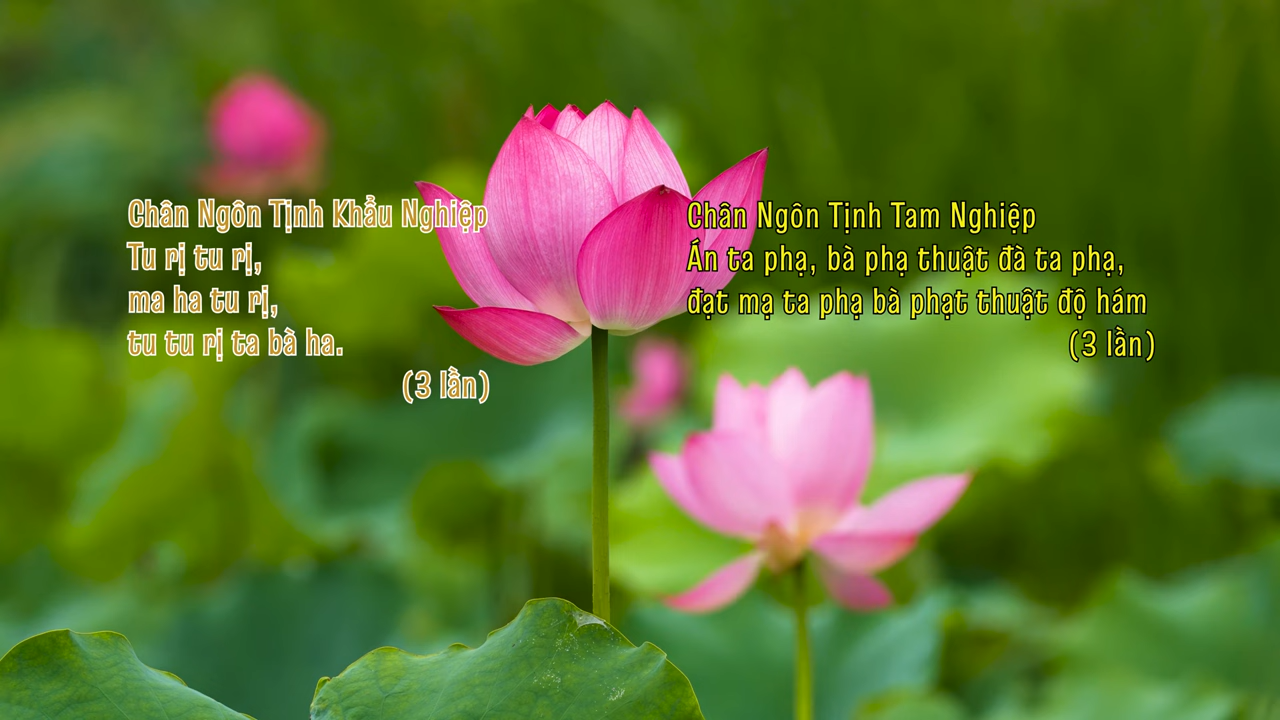 Chân Ngôn Tịnh Khẩu Nghiệp
Tu rị tu rị,
ma ha tu rị,
tu tu rị ta bà ha.
(3 lần)
Chân Ngôn Tịnh Tam Nghiệp
Án ta phạ, bà phạ thuật đà ta phạ,
đạt mạ ta phạ bà phạt thuật độ hám
(3 lần)